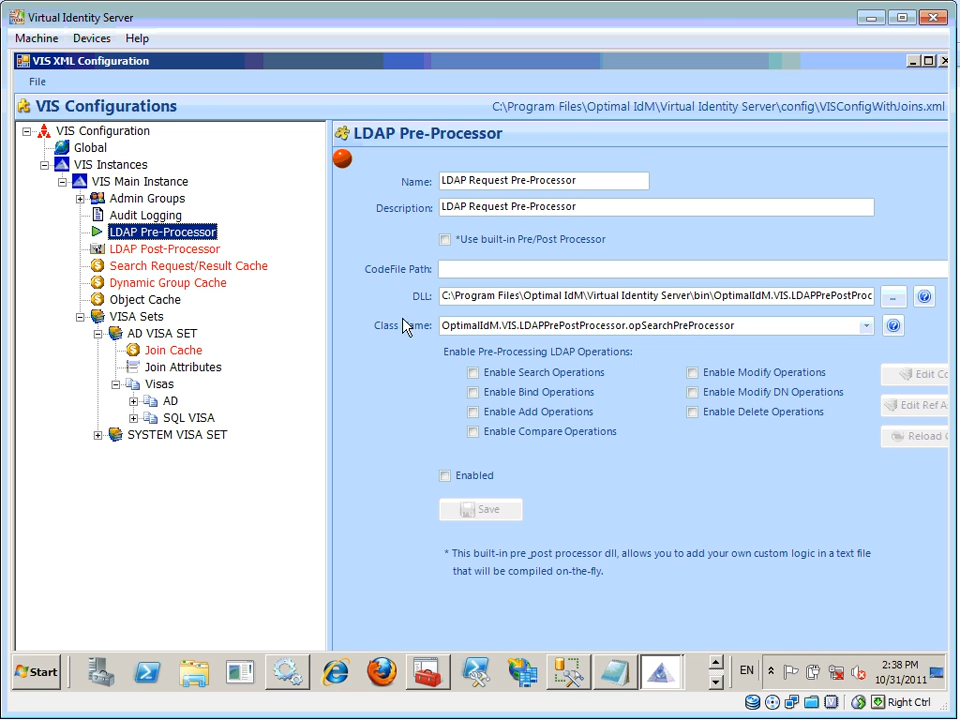 Virtual Identity Server
Machine Devices Help
VIS XML Configuration
File
VIS Configurations C:\Program Files\Optimal IdM\Virtual Identity Server\config\VISConfigWithJoins.xml
VIS Configuration
Global
VIS Instances
VIS Main Instance
Admin Groups
Audit Logging
LDAP Pre-Processor
LDAP Post-Processor
Search Request/Result Cache
Dynamic Group Cache
Object Cache
VISA Sets
AD VISA SET
Join Cache
Join Attributes
Visas
AD
SQL VISA
SYSTEM VISA SET
LDAP Pre-Processor
Name: LDAP Request Pre-Processor
Description: LDAP Request Pre-Processor
*Use built-in Pre/Post Processor
CodeFile Path:
DLL: C:\Program Files\Optimal IdM\Virtual Identity Server\bin\OptimalIdM.VIS.LDAPPrePostProc ...
Class OptimalIdM.VIS.LDAPPrePostProcessor.opSearchPreProcessor
Enable Pre-Processing LDAP Operations:
Enable Search Operations Enable Modify Operations Edit Co
Enable Bind Operations Enable Modify DN Operations
Enable Add Operations Enable Delete Operations Edit Ref As
Enable Compare Operations Reload C
Enabled
Save
* This built-in pre_post processor dll, allows you to add your own custom logic in a text file
that will be compiled on-the-fly.
Start EN 2:38 PM
10/31/2011
Right Ctrl